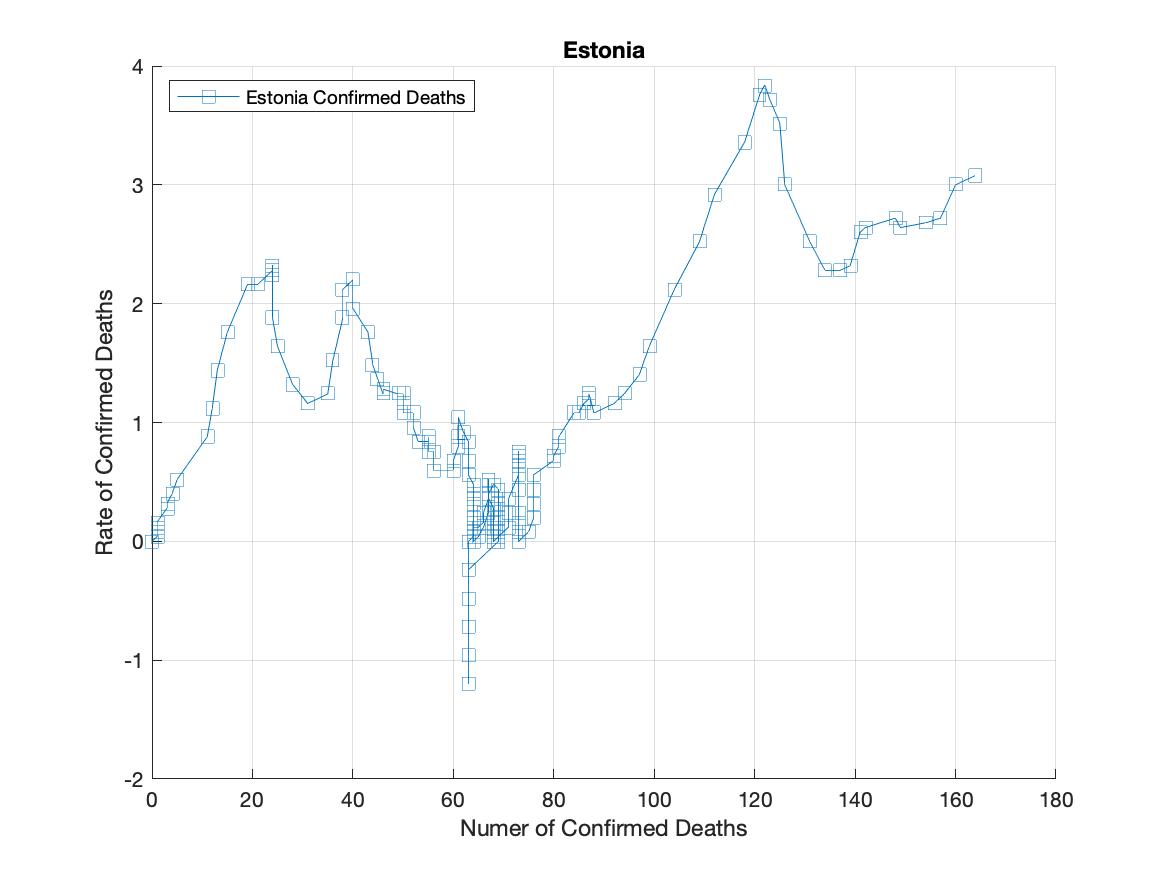 Estonia
Estonia Confirmed Deaths
4
3
2
1
0
-1
-2
Rate of Confirmed Deaths
0 20 40 60 80 100 120 140 160 180
Numer of Confirmed Deaths